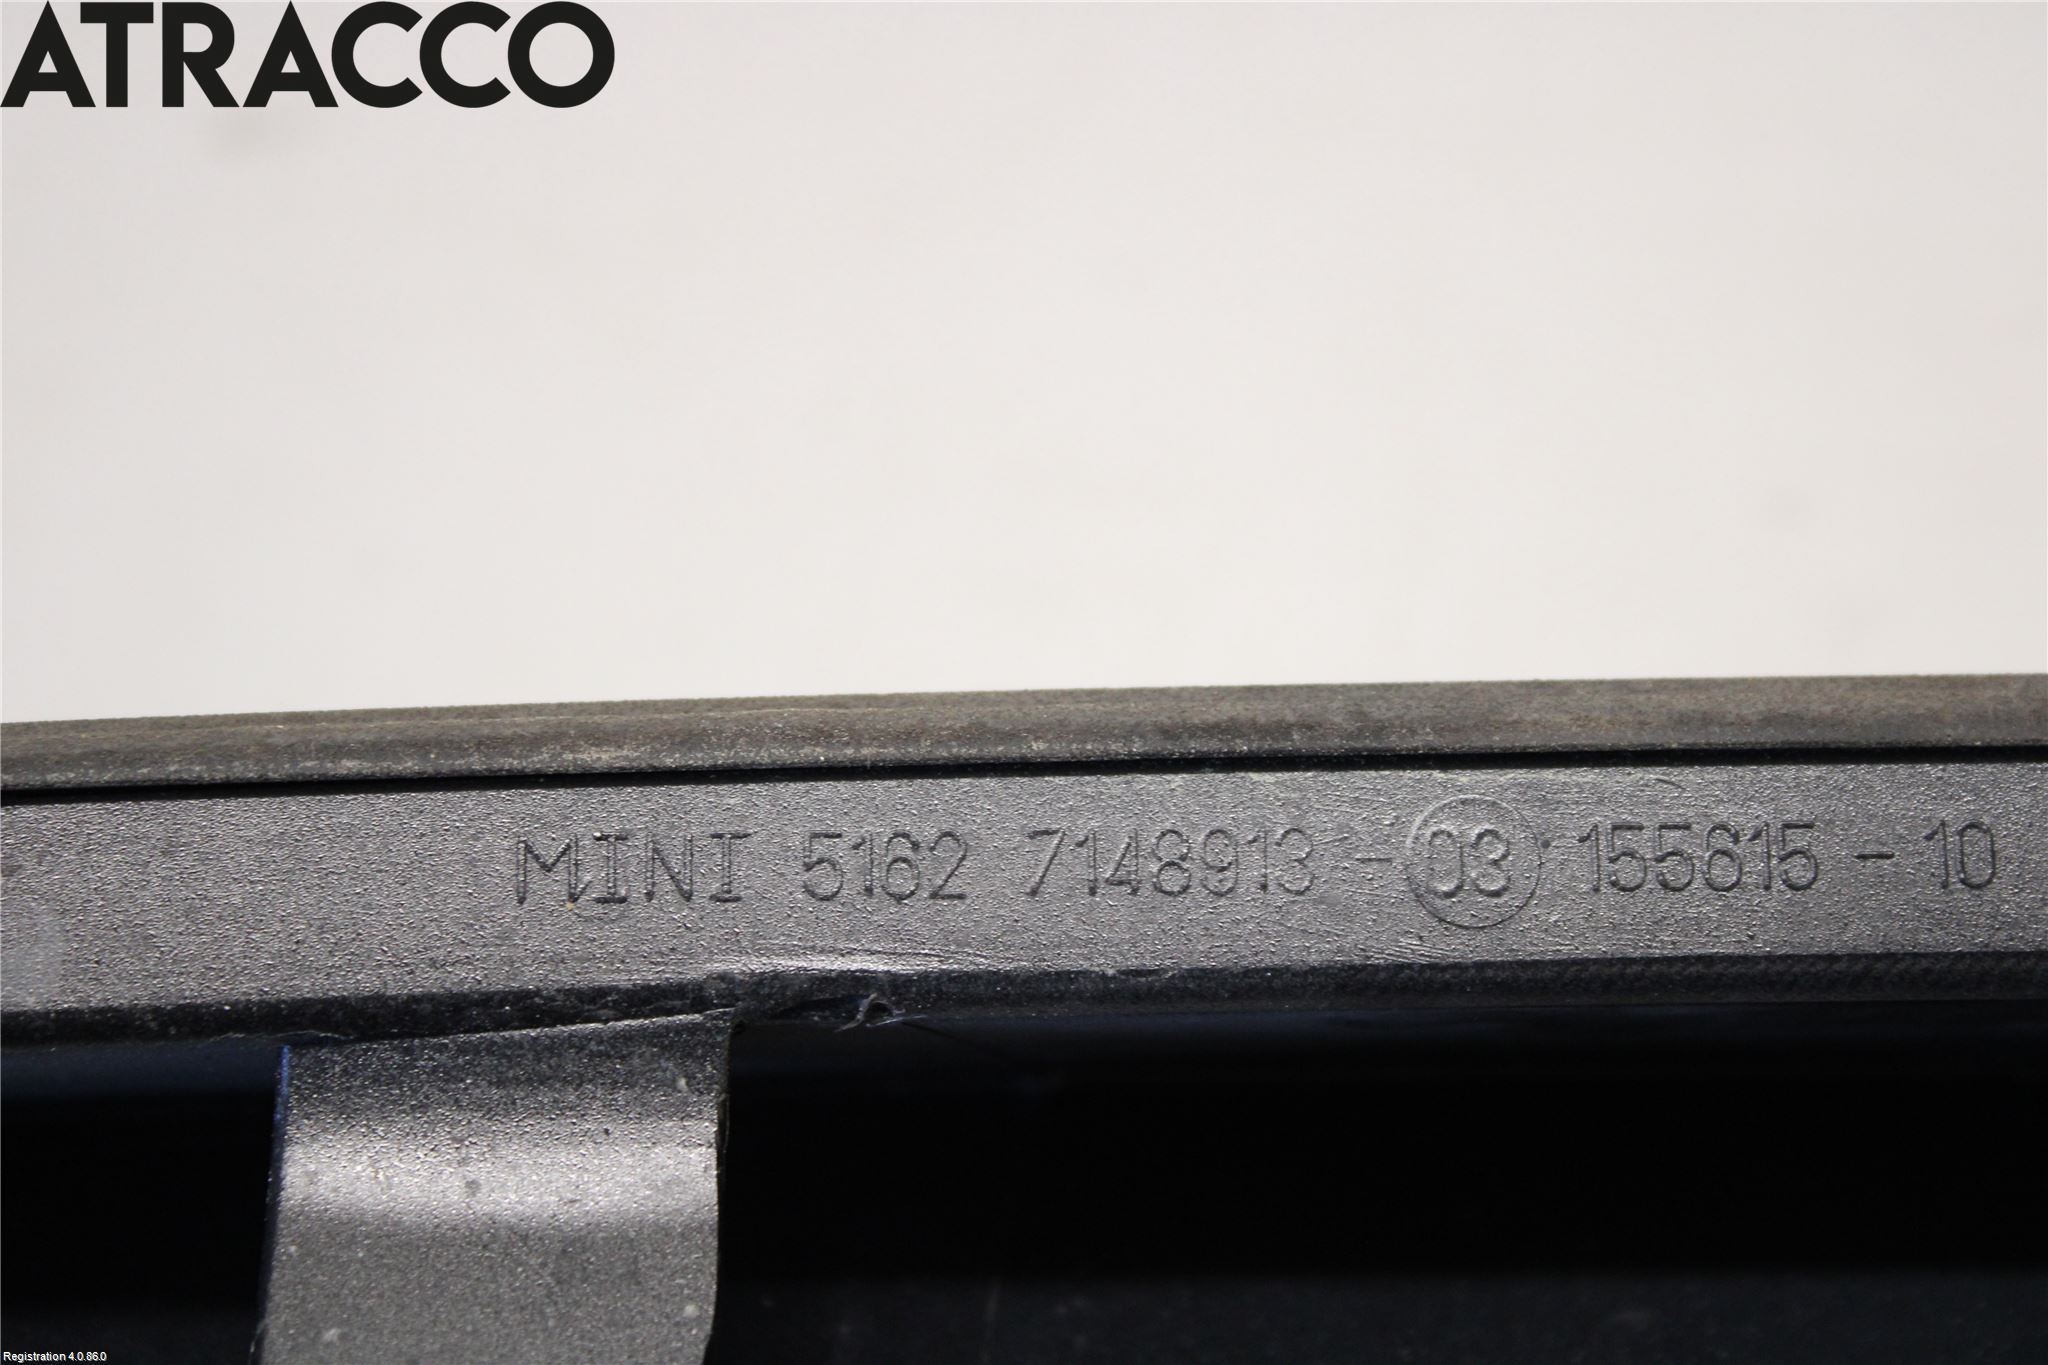 ATRACCO
MINI 5162 7148913 - 03 155615 - 10
Registration 4.0.86.0